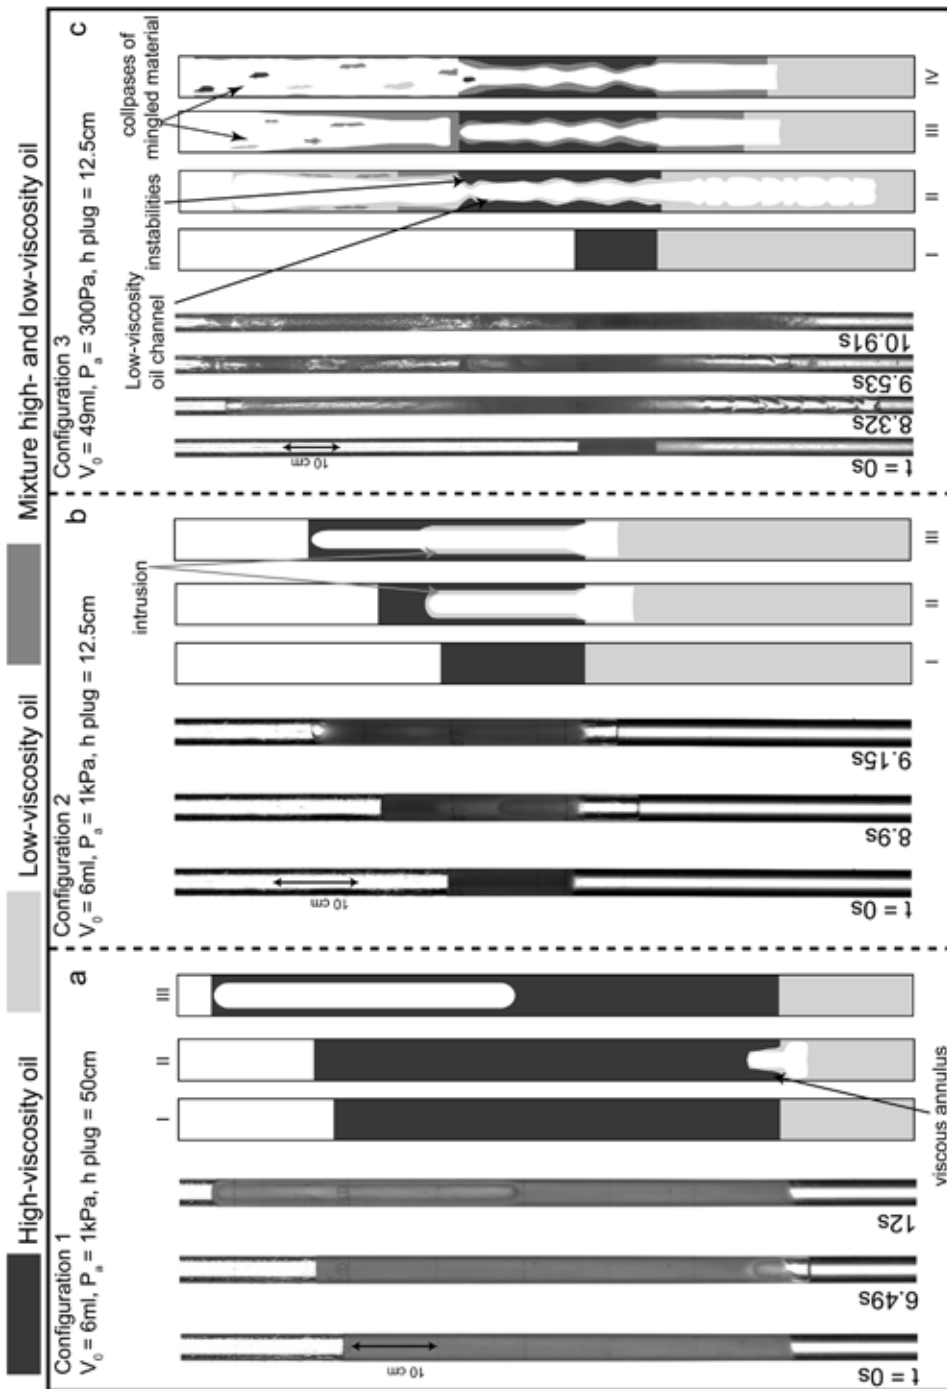 High-viscosity oil
Low-viscosity oil
Mixture high- and low-viscosity oil
Configuration 1
V0 = 6ml, Pa = 1kPa, h plug = 50cm
a
t = 0s
10 cm
6.49s
12s
I
II
III
viscous annulus
Configuration 2
V0 = 6ml, Pa = 1kPa, h plug = 12.5cm
b
t = 0s
10 cm
8.9s
9.15s
intrusion
I
II
III
Configuration 3
V0 = 49ml, Pa = 300Pa, h plug = 12.5cm
c
t = 0s
10 cm
8.32s
9.53s
10.91s
Low-viscosity
oil channel
instabilities
collpases of
mingled material
I
II
III
IV